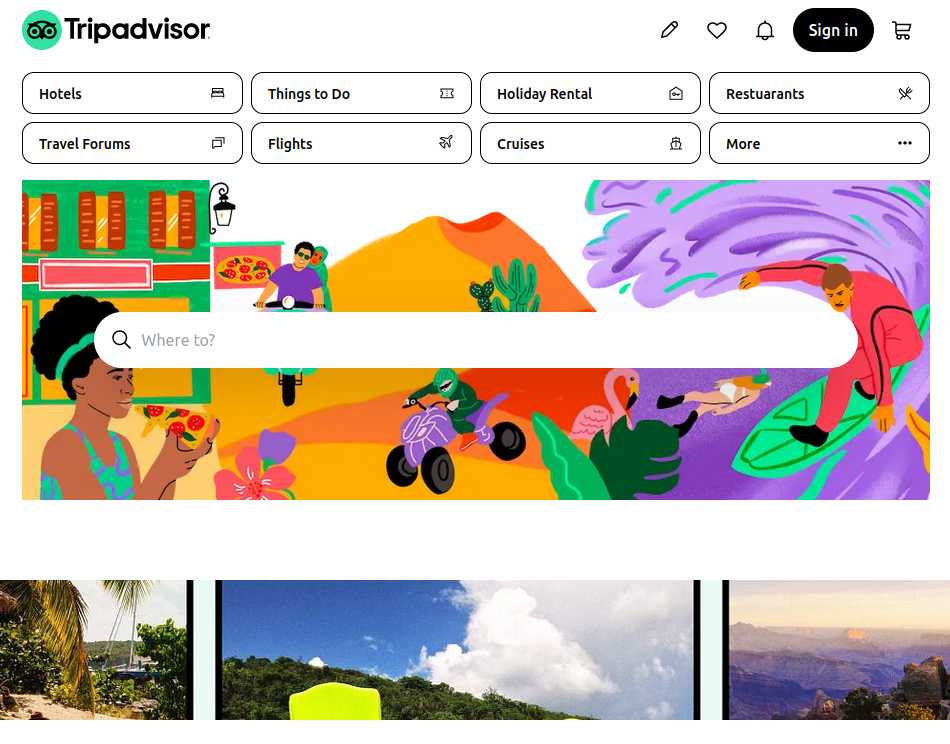 Tripadvisor
Sign in
Hotels
Things to Do
Holiday Rental
Restuarants
Travel Forums
Flights
Cruises
More
Where to?